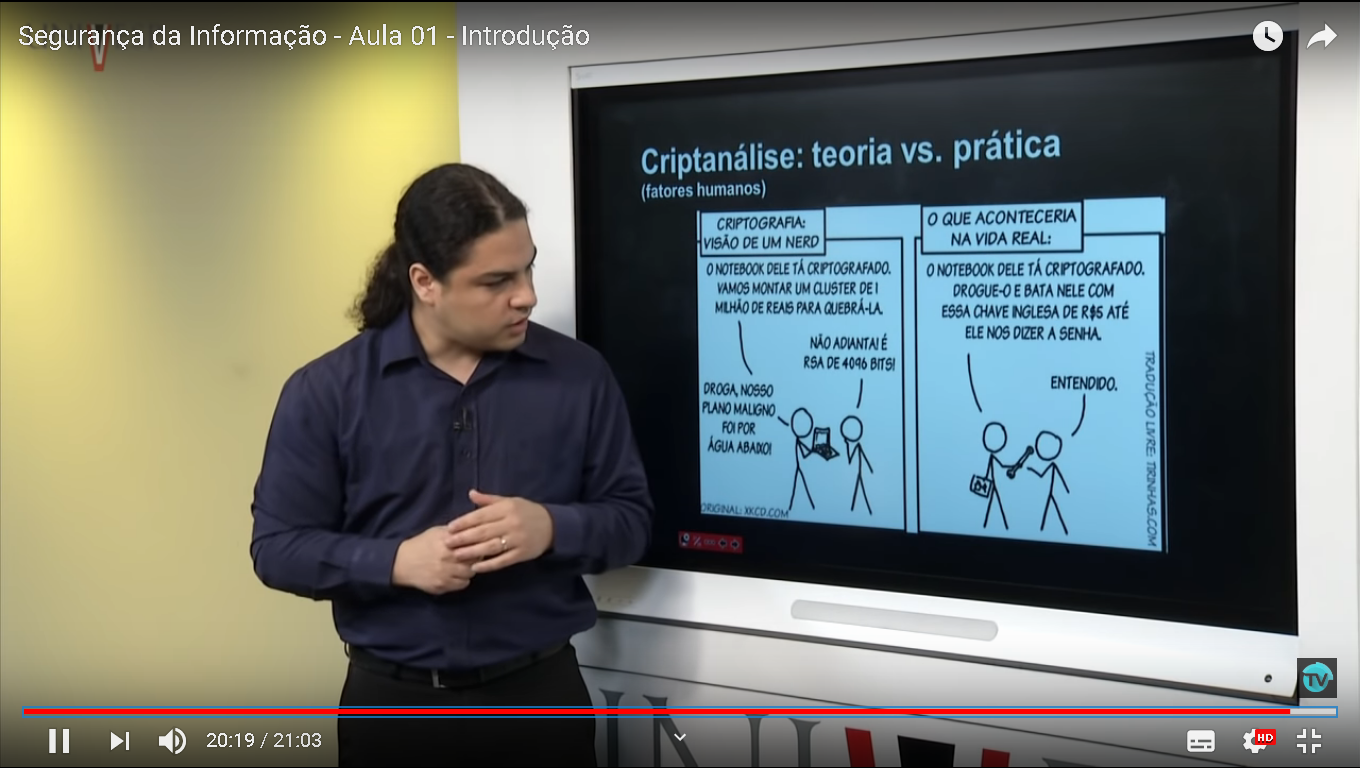 Segurança da Informação - Aula 01 - Introdução
Criptanálise: teoria vs. prática
(fatores humanos)
CRIPTOGRAFIA:
VISÃO DE UM NERD
O NOTEBOOK DELE TÁ CRIPTOGRAFADO.
VAMOS MONTAR UM CLUSTER DE 1
MILHÃO DE REAIS PARA QUEBRÁ-LA.
NÃO ADIANTA! É
RSA DE 4096 BITS!
DROGA, NOSSO
PLANO MALIGNO
FOI POR
ÁGUA ABAIXO!
ORIGINAL: XKCD.COM
O QUE ACONTECERIA
NA VIDA REAL:
O NOTEBOOK DELE TÁ CRIPTOGRAFADO.
DROGUE-O E BATA NELE COM
ESSA CHAVE INGLESA DE R$5 ATÉ
ELE NOS DIZER A SENHA.
ENTENDIDO.
TRADUÇÃO LIVRE: TIRINHAS.COM
TV
20:19 / 21:03
HD